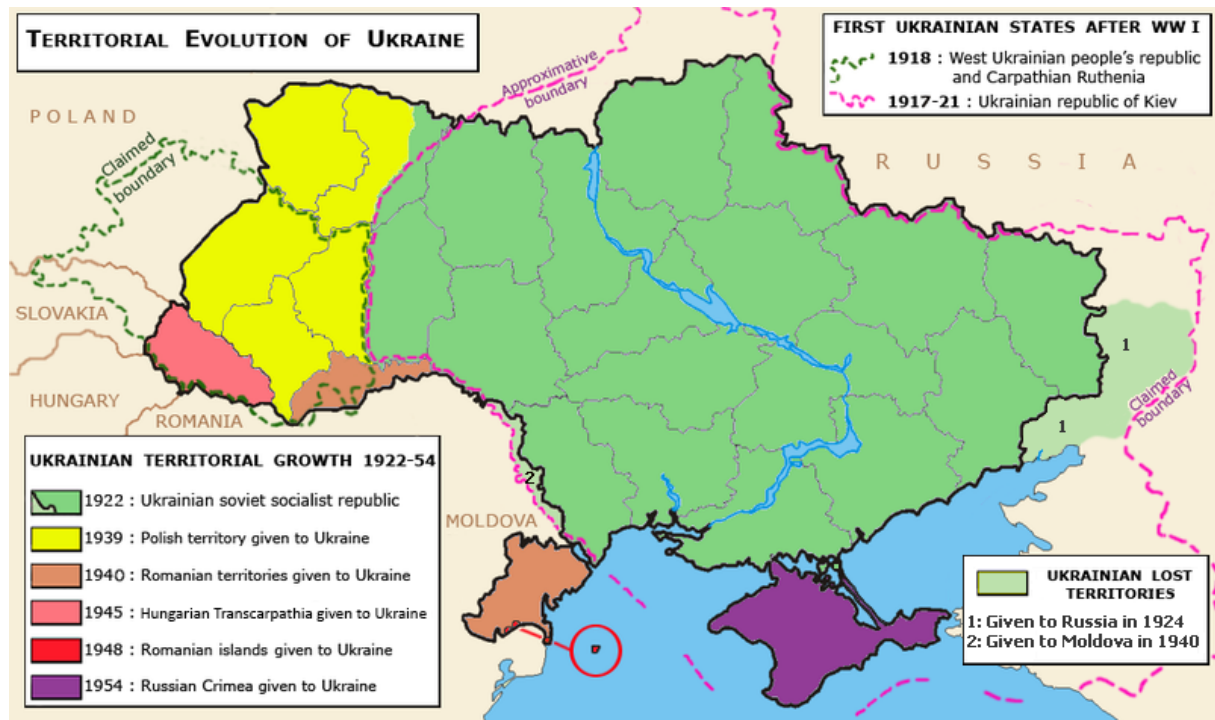 TERRITORIAL EVOLUTION OF UKRAINE
FIRST UKRAINIAN STATES AFTER WW I
1918 : West Ukrainian people's republic
and Carpathian Ruthenia
1917-21 : Ukrainian republic of Kiev
Approximative
boundary
POLAND
Claimed
boundary
RUSSIA
SLOVAKIA
HUNGARY
ROMANIA
1
1
Claimed
boundary
2
MOLDOVA
UKRAINIAN TERRITORIAL GROWTH 1922-54
1922 : Ukrainian soviet socialist republic
1939 : Polish territory given to Ukraine
1940 : Romanian territories given to Ukraine
1945 : Hungarian Transcarpathia given to Ukraine
1948 : Romanian islands given to Ukraine
1954 : Russian Crimea given to Ukraine
UKRAINIAN LOST
TERRITORIES
1: Given to Russia in 1924
2: Given to Moldova in 1940